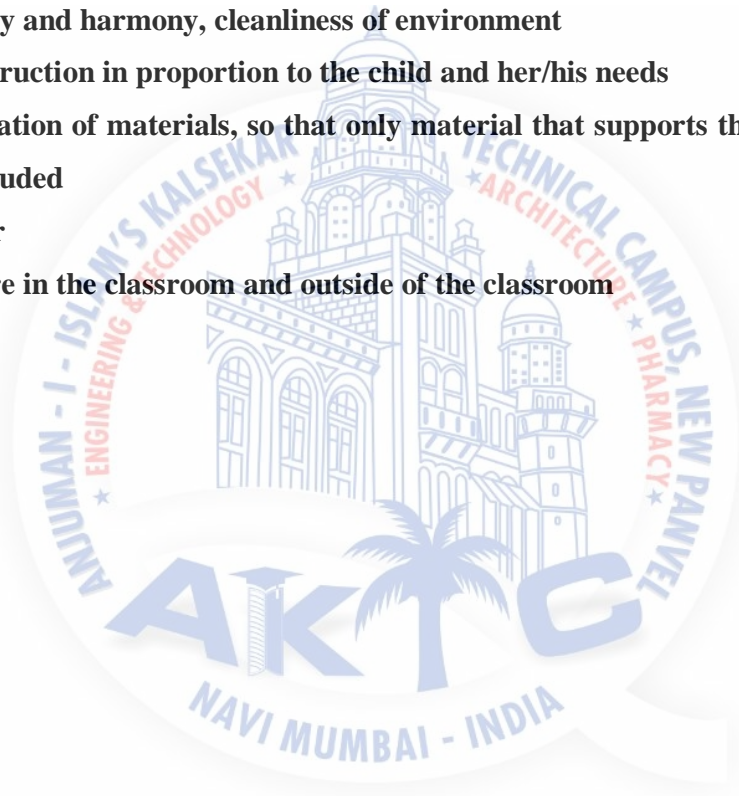 y and harmony, cleanliness of environment
ruction in proportion to the child and her/his needs
ation of materials, so that only material that supports th
uded
r
e in the classroom and outside of the classroom
ANJUMAN - I - ISLAM'S KALSEKAR TECHNICAL CAMPUS, NEW PANVEL
ENGINEERING & TECHNOLOGY ★ ★ ARCHITECTURE ★ PHARMACY ★
AKTC
NAVI MUMBAI - INDIA